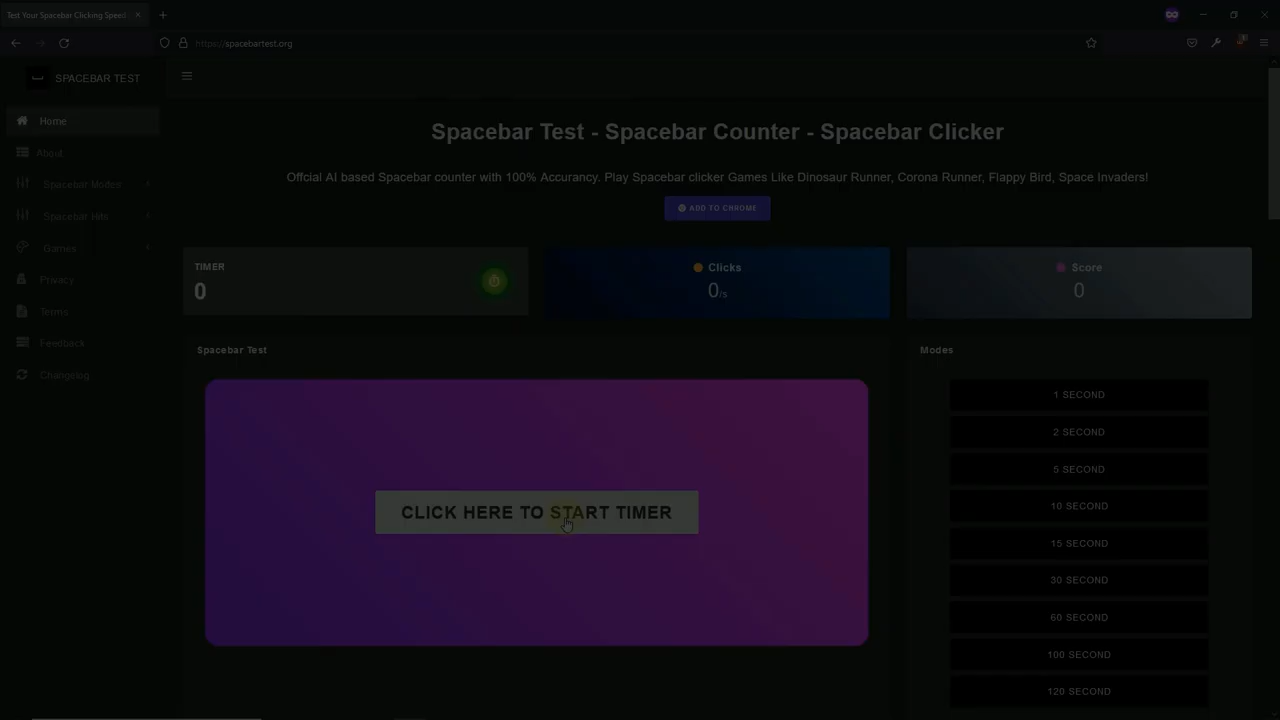 Test Your Spacebar Clicking Speed
https://spacebartest.org
SPACEBAR TEST
Home
About
Spacebar Modes
Spacebar Hits
Games
Privacy
Terms
Feedback
Changelog
Spacebar Test - Spacebar Counter - Spacebar Clicker
Offcial AI based Spacebar counter with 100% Accurancy. Play Spacebar clicker Games Like Dinosaur Runner, Corona Runner, Flappy Bird, Space Invaders!
ADD TO CHROME
TIMER
0
Clicks
0/5
Score
0
Spacebar Test
CLICK HERE TO START TIMER
Modes
1 SECOND
2 SECOND
5 SECOND
10 SECOND
15 SECOND
30 SECOND
60 SECOND
100 SECOND
120 SECOND